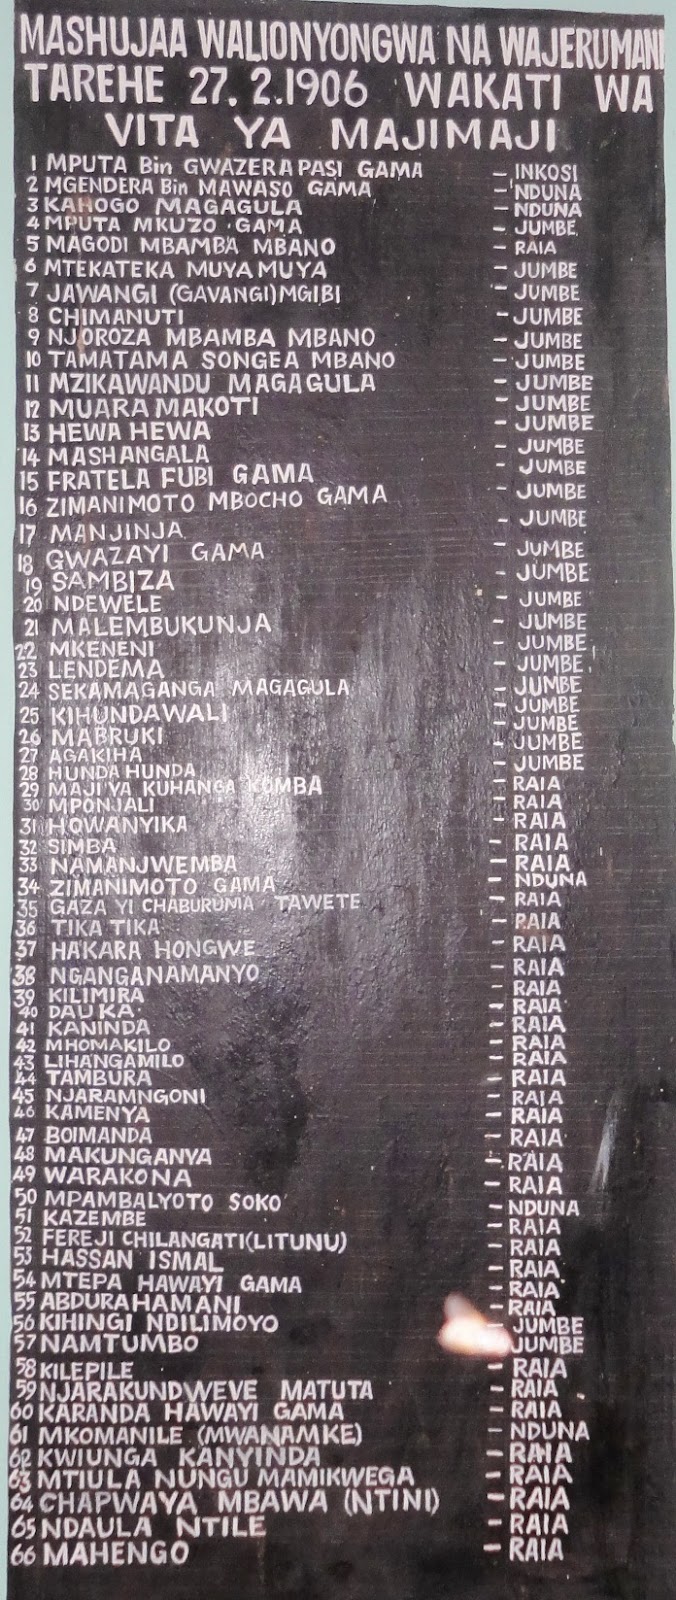 MASHUJAA WALIONYONGWA NA WAJERUMANI
TAREHE 27.2.1906 WAKATI WA
VITA YA MAJIMAJI
1 MPUTA Bin GWAZERAPASI GAMA - INKOSI
2 MGENDERA Bin MAWASO GAMA - NDUNA
3 KAHOGO MAGAGULA - NDUNA
4 MPUTA MKUZO GAMA - JUMBE
5 MAGODI MBAMBA MBANO - RAIA
6 MTEKATEKA MUYAMUYA - JUMBE
7 JAWANGI (GAVANGI) MGIBI - JUMBE
8 CHIMANUTI - JUMBE
9 NJOROZA MBAMBA MBANO - JUMBE
10 TAMATAMA SONGEA MBANO - JUMBE
11 MZIKAWANDU MAGAGULA - JUMBE
12 MUARA MAKOTI - JUMBE
13 HEWA HEWA - JUMBE
14 MASHANGALA - JUMBE
15 FRATELA FUBI GAMA - JUMBE
16 ZIMANIMOTO MBOCHO GAMA - JUMBE
17 MANJINJA - JUMBE
18 GWAZAYI GAMA - JUMBE
19 SAMBIZA - JUMBE
20 NDEWELE - JUMBE
21 MALEMBUKUNJA - JUMBE
22 MKENENI - JUMBE
23 LENDEMA - JUMBE
24 SEKAMAGANGA MAGAGULA - JUMBE
25 KIHUNDAWALI - JUMBE
26 MABRUKI - JUMBE
27 AGAKIHA - JUMBE
28 HUNDA HUNDA - JUMBE
29 MAJI YA KUHANGA KOMBA - RAIA
30 MPONJALI - RAIA
31 HOWANYIKA - RAIA
32 SIMBA - RAIA
33 NAMANJWEMBA - RAIA
34 ZIMANIMOTO GAMA - NDUNA
35 GAZA YI CHABURUMA TAWETE - RAIA
36 TIKA TIKA - RAIA
37 HAKARA HONGWE - RAIA
38 NGANGANAMANYO - RAIA
39 KILIMIRA - RAIA
40 DAUKA - RAIA
41 KANINDA - RAIA
42 MHOMAKILO - RAIA
43 LIHANGAMILO - RAIA
44 TAMBURA - RAIA
45 NJARAMNGONI - RAIA
46 KAMENYA - RAIA
47 BOIMANDA - RAIA
48 MAKUNGANYA - RAIA
49 WARAKONA - RAIA
50 MPAMBALYOTO SOKO - NDUNA
51 KAZEMBE - RAIA
52 FEREJI CHILANGATI (LITUNU) - RAIA
53 HASSAN ISMAL - RAIA
54 MTEPA HAWAYI GAMA - RAIA
55 ABDURAHAMANI - RAIA
56 KIHINGI NDILIMOYO - JUMBE
57 NAMTUMBO - JUMBE
58 KILEPILE - RAIA
59 NJARAKUNDWEVE MATUTA - RAIA
60 KARANDA HAWAYI GAMA - RAIA
61 MKOMANILE (MWANAMKE) - NDUNA
62 KWIUNGA KANYINDA - RAIA
63 MTIULA NUNGU MAMIKWEGA - RAIA
64 CHAPWAYA MBAWA (NTINI) - RAIA
65 NDAULA NTILE - RAIA
66 MAHENGO - RAIA